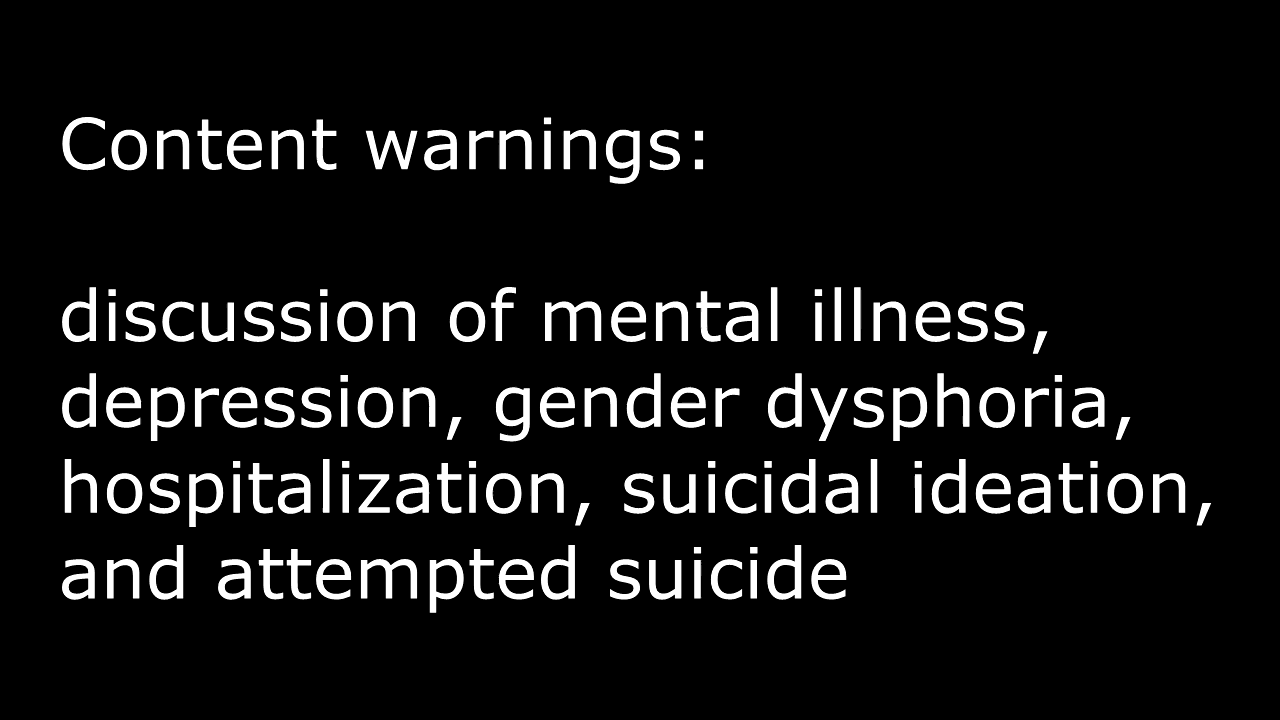 Content warnings:
discussion of mental illness,
depression, gender dysphoria,
hospitalization, suicidal ideation,
and attempted suicide